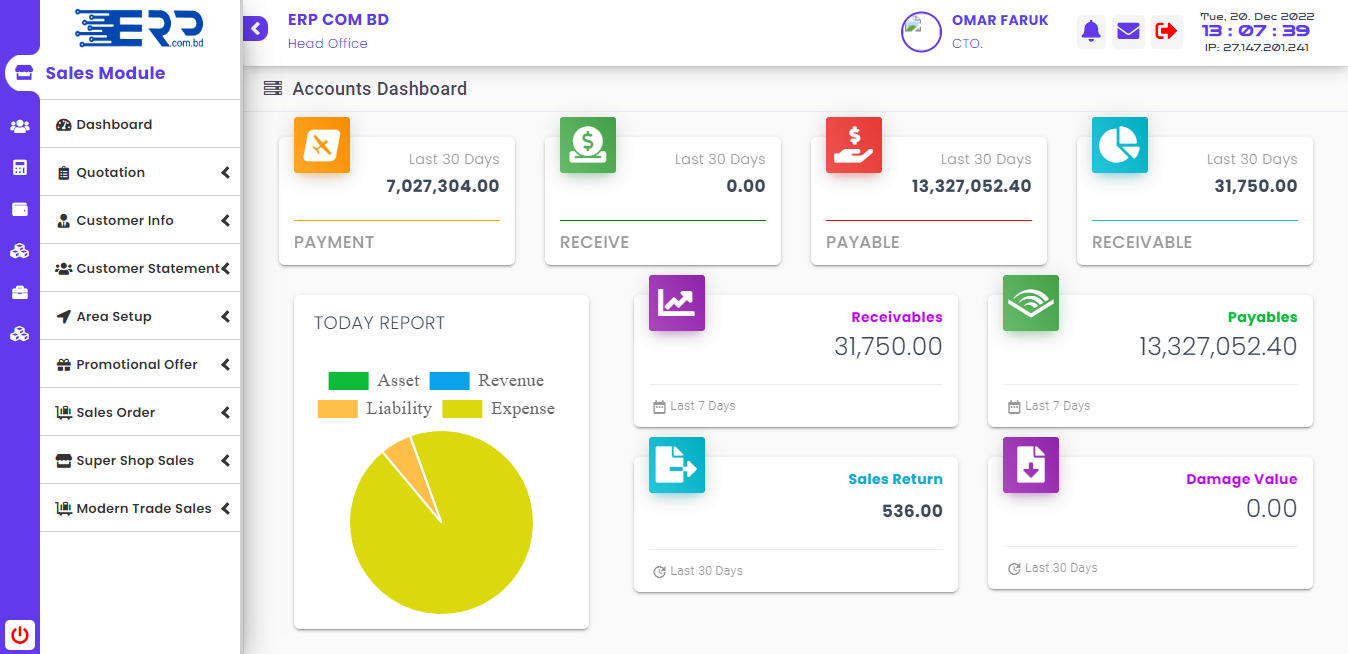 ERP
.com.bd
Sales Module
Dashboard
Quotation
Customer Info
Customer Statement
Area Setup
Promotional Offer
Sales Order
Super Shop Sales
Modern Trade Sales
ERP COM BD
Head Office
OMAR FARUK
CTO.
Tue, 20. Dec 2022
13 : 07 : 39
IP: 27.147.201.241
Accounts Dashboard
Last 30 Days
7,027,304.00
PAYMENT
Last 30 Days
0.00
RECEIVE
Last 30 Days
13,327,052.40
PAYABLE
Last 30 Days
31,750.00
RECEIVABLE
TODAY REPORT
Asset Revenue
Liability Expense
Receivables
31,750.00
Last 7 Days
Payables
13,327,052.40
Last 7 Days
Sales Return
536.00
Last 30 Days
Damage Value
0.00
Last 30 Days